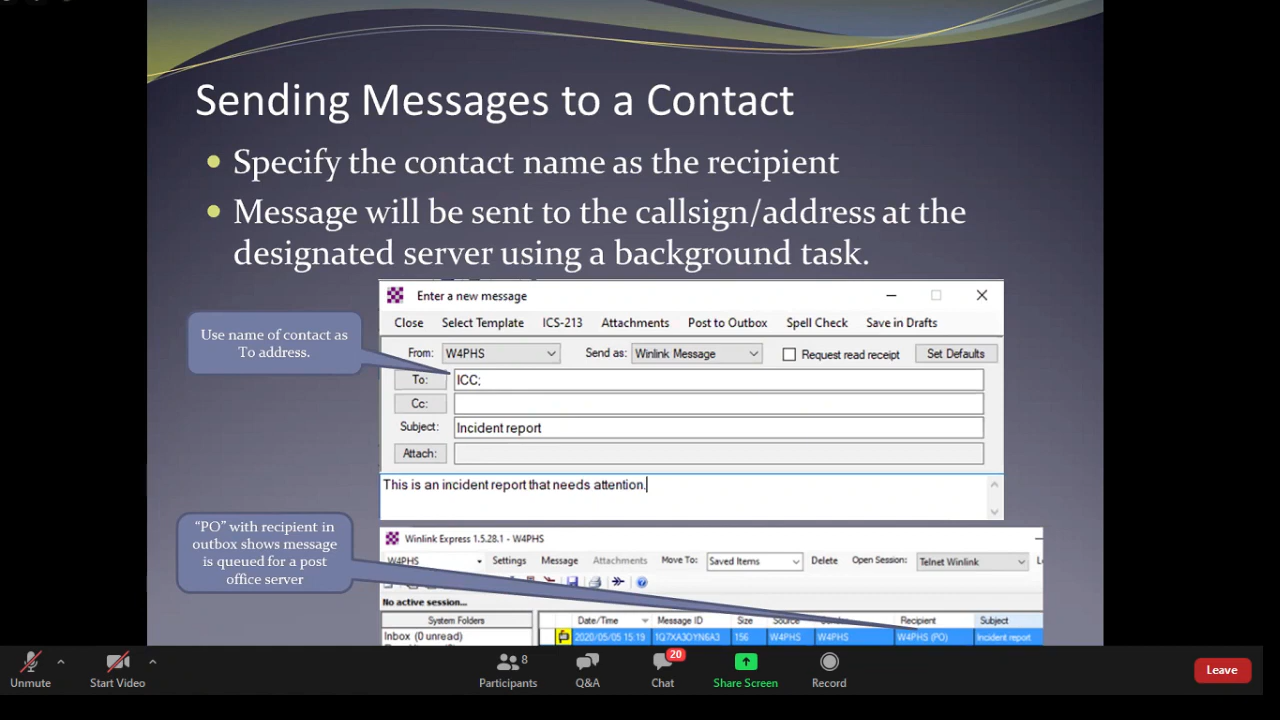 Sending Messages to a Contact
• Specify the contact name as the recipient
• Message will be sent to the callsign/address at the
designated server using a background task.
Use name of contact as
To address.
Enter a new message
Close Select Template ICS-213 Attachments Post to Outbox Spell Check Save in Drafts
From: W4PHS Send as: Winlink Message Request read receipt Set Defaults
To: ICC;
Cc:
Subject: Incident report
Attach:
This is an incident report that needs attention.
"PO" with recipient in
outbox shows message
is queued for a post
office server
Winlink Express 1.5.28.1 - W4PHS
W4PHS Settings Message Attachments Move To: Saved Items Delete Open Session: Telnet Winlink
No active session...
System Folders Date/Time Message ID Size Source Recipient Subject
Inbox (0 unread) 2020/05/05 15:19 1Q7XA3OYN6A3 156 W4PHS W4PHS W4PHS (PO) Incident report
Unmute Start Video 8 Participants Q&A 20 Chat Share Screen Record Leave